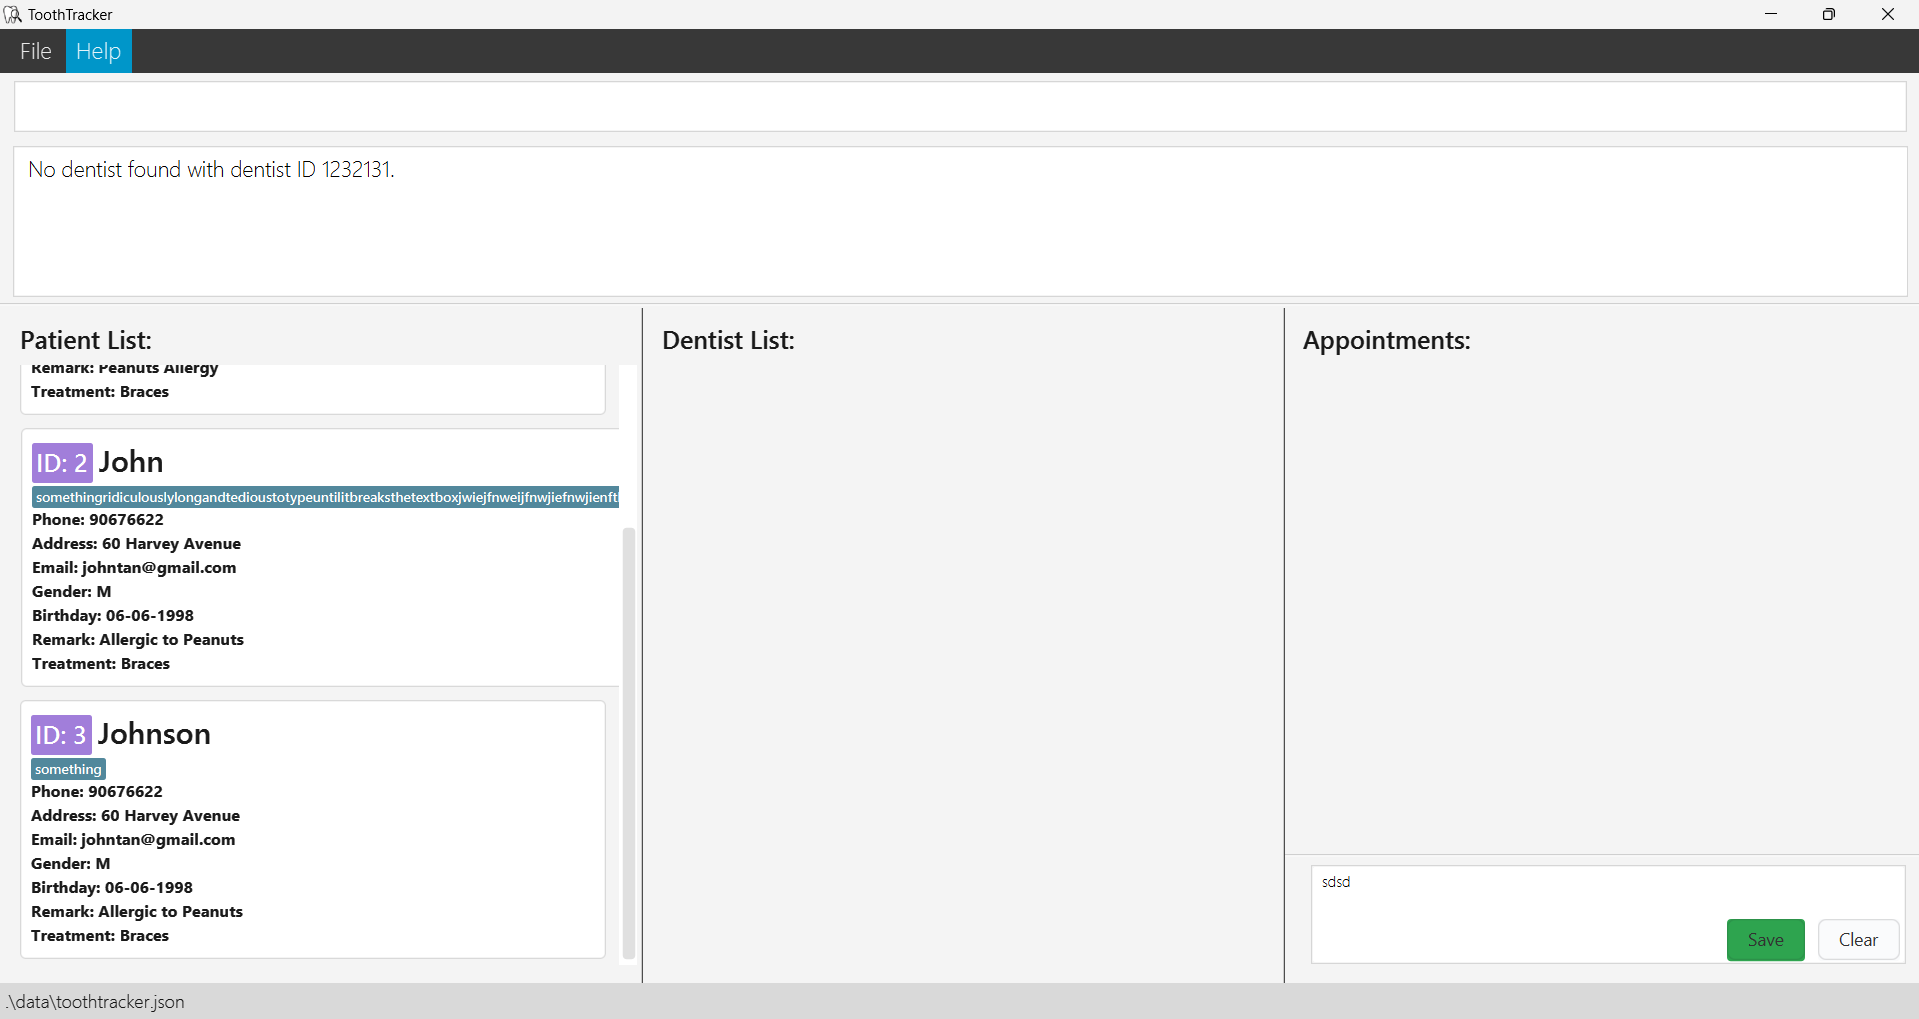 ToothTracker
File Help
No dentist found with dentist ID 1232131.
Patient List:
Remark: Peanuts Allergy
Treatment: Braces
ID: 2 John
somethingridiculouslylongandtedioustotypeuntilitbreaksthetextboxjwiejfnweijfnwjiefnwjienft
Phone: 90676622
Address: 60 Harvey Avenue
Email: johntan@gmail.com
Gender: M
Birthday: 06-06-1998
Remark: Allergic to Peanuts
Treatment: Braces
ID: 3 Johnson
something
Phone: 90676622
Address: 60 Harvey Avenue
Email: johntan@gmail.com
Gender: M
Birthday: 06-06-1998
Remark: Allergic to Peanuts
Treatment: Braces
Dentist List:
Appointments:
sdsd
Save Clear
.\data\toothtracker.json